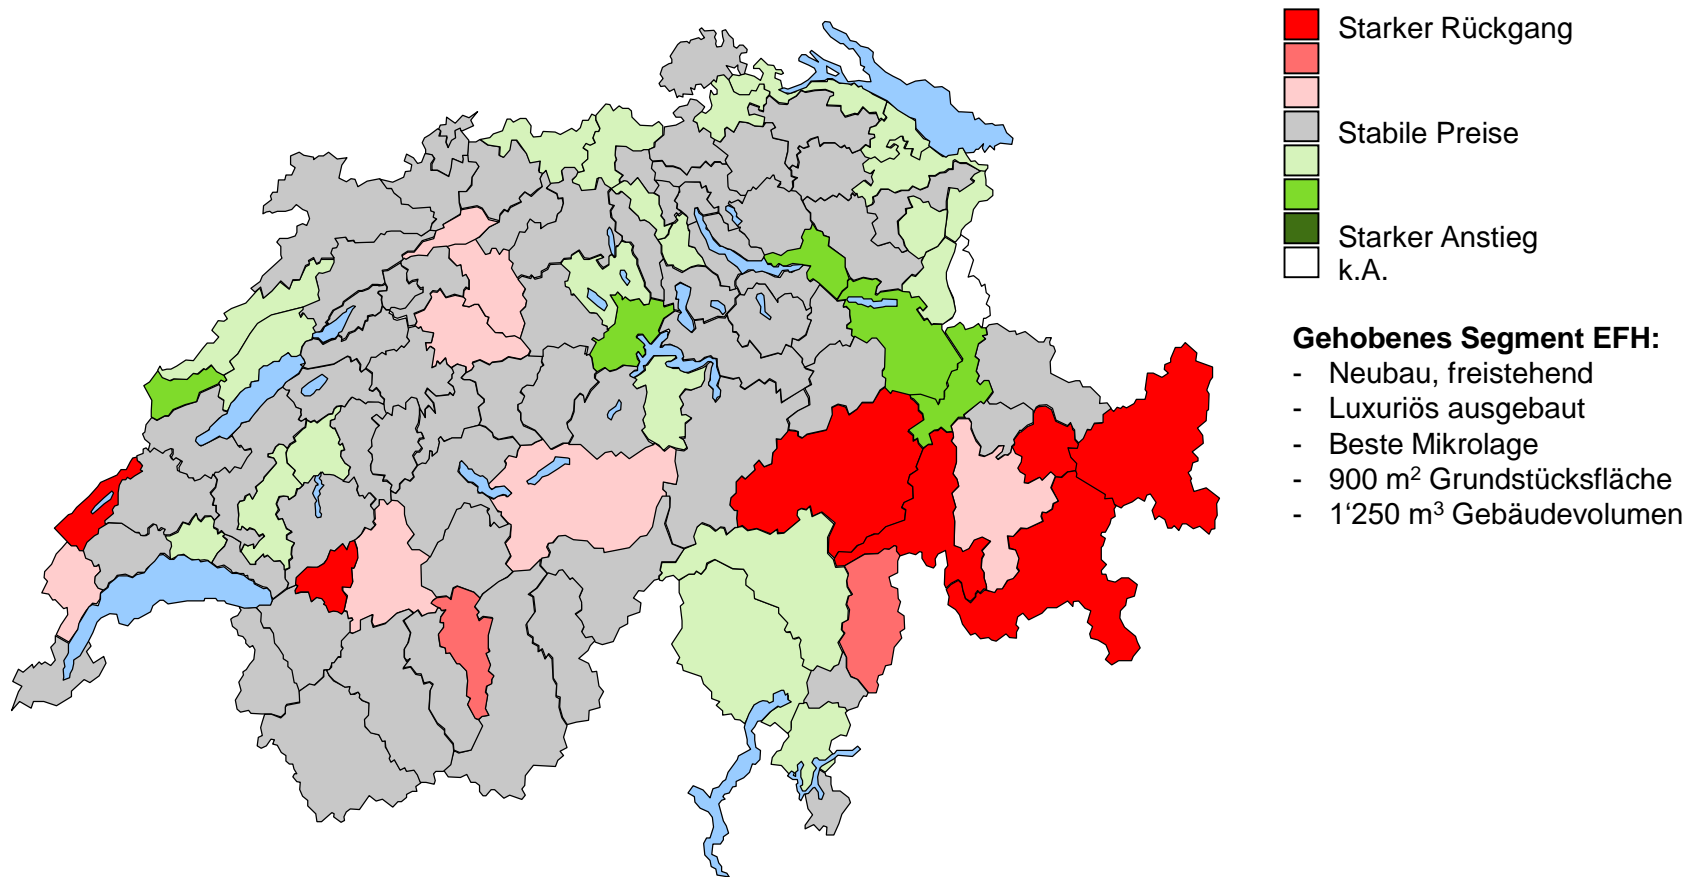 Starker Rückgang
Stabile Preise
Starker Anstieg
k.A.
Gehobenes Segment EFH:
- Neubau, freistehend
- Luxuriös ausgebaut
- Beste Mikrolage
- 900 m² Grundstücksfläche
- 1‘250 m³ Gebäudevolumen